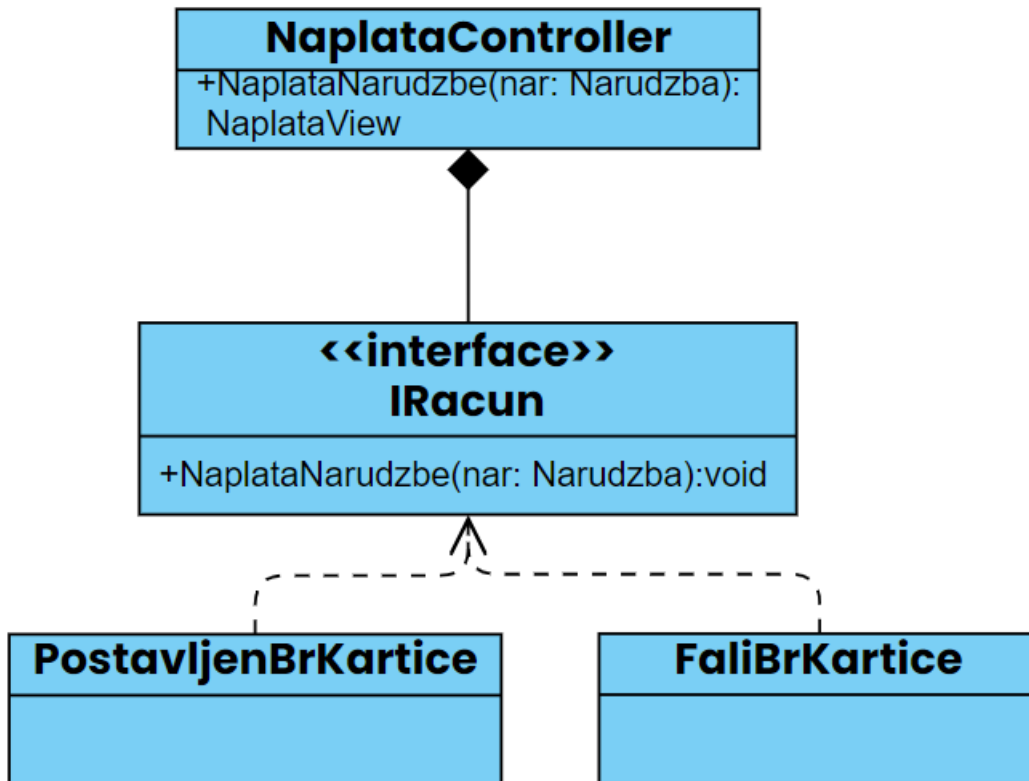 NaplataController
+NaplataNarudzbe(nar: Narudzba):
NaplataView
<<interface>>
IRacun
+NaplataNarudzbe(nar: Narudzba):void
PostavljenBrKartice
FaliBrKartice